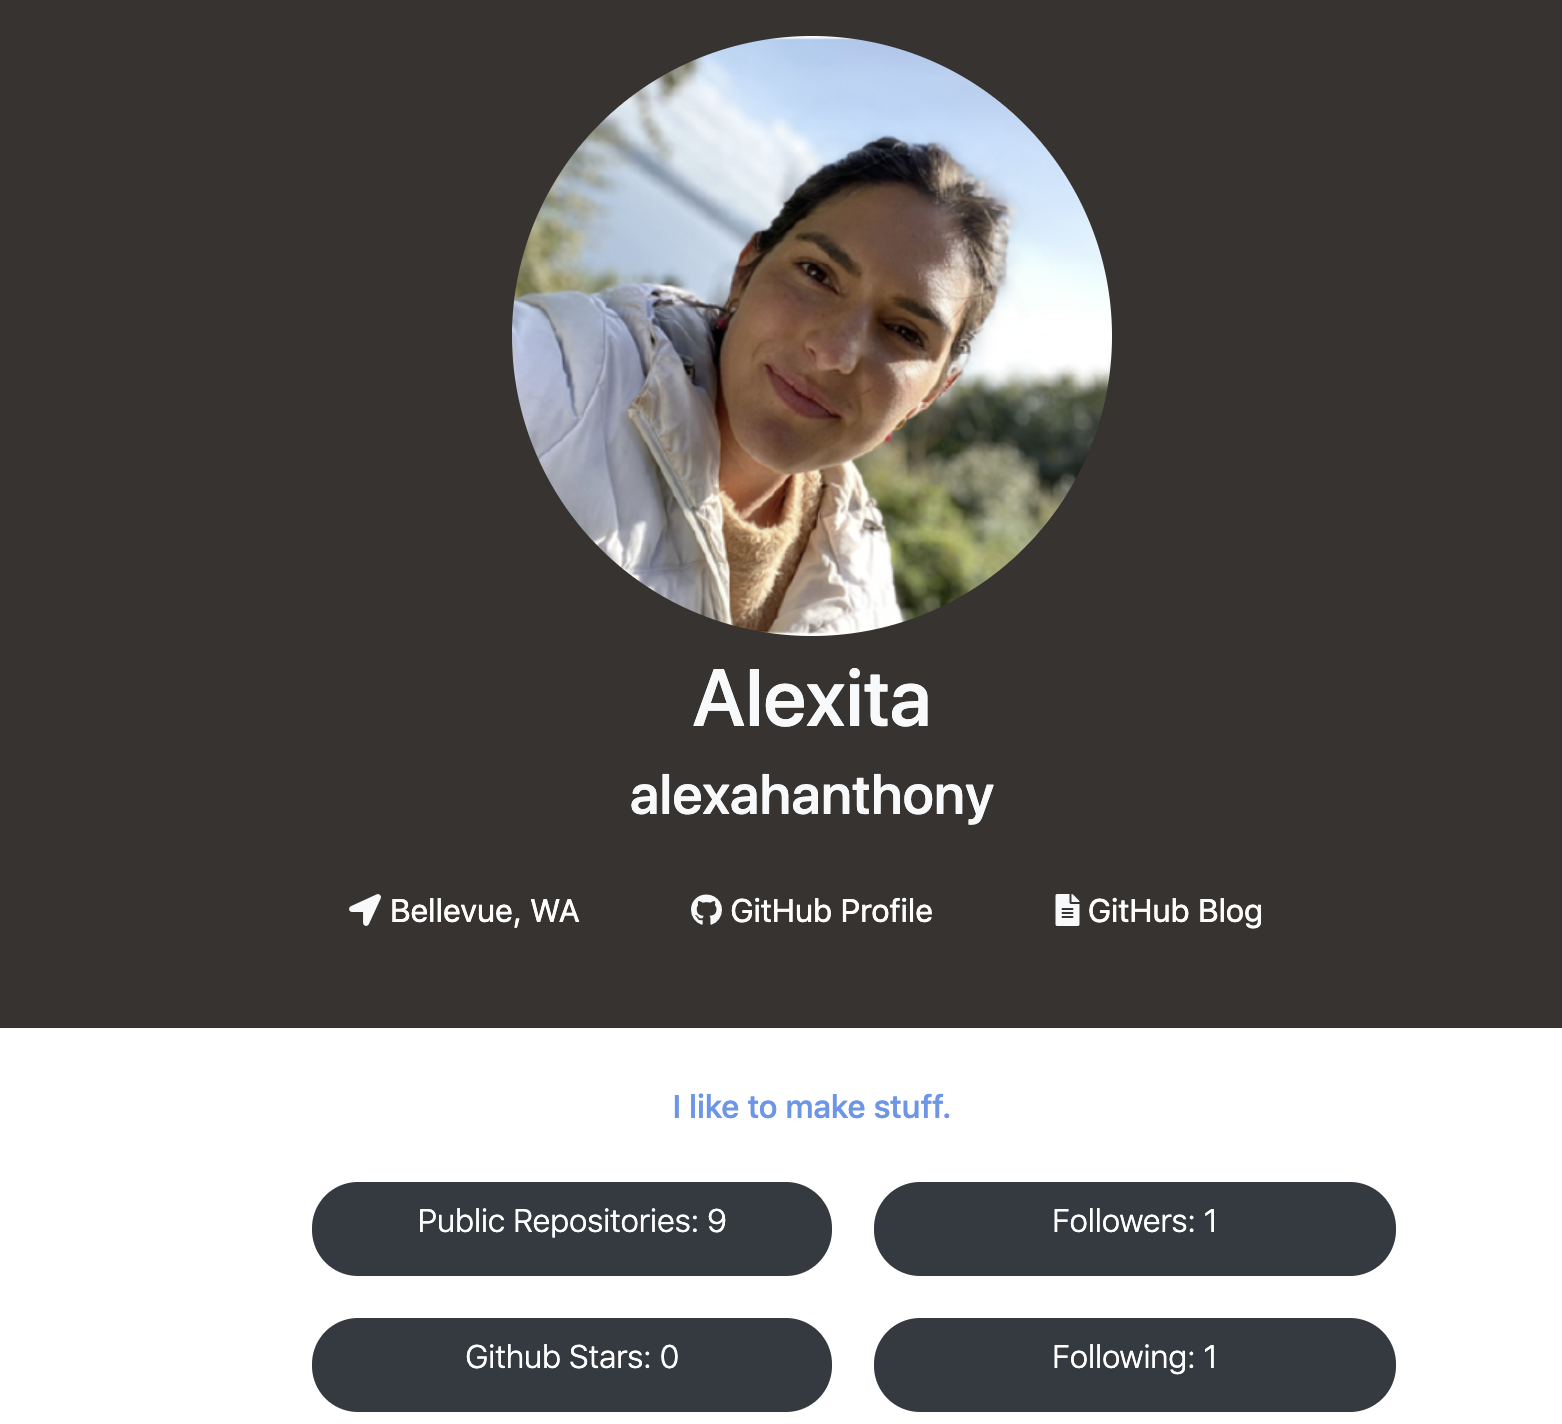 Alexita
alexahanthony
Bellevue, WA GitHub Profile GitHub Blog
I like to make stuff.
Public Repositories: 9 Followers: 1
Github Stars: 0 Following: 1